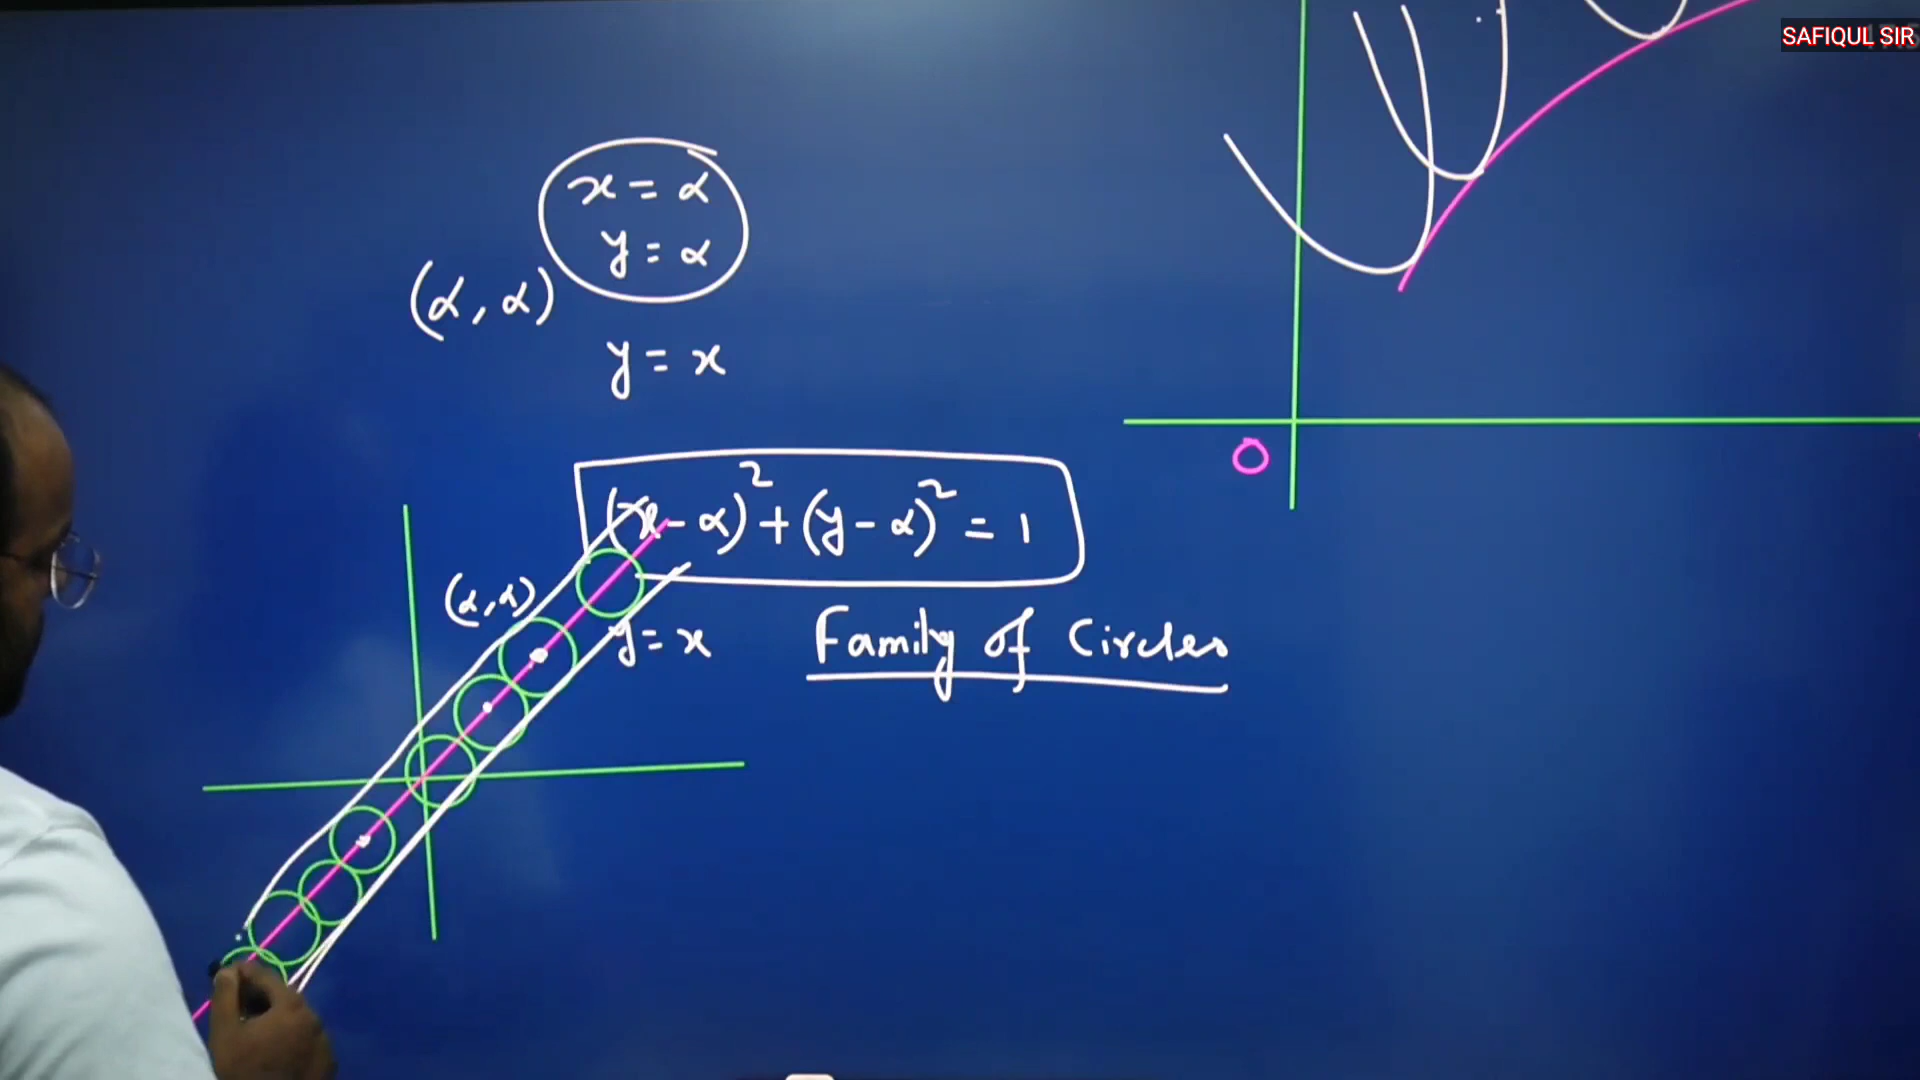 SAFIQUL SIR
x = α
y = α
(α, α)
y = x
(x - α)² + (y - α)² = 1
(α, α)
y = x
Family of Circles
O